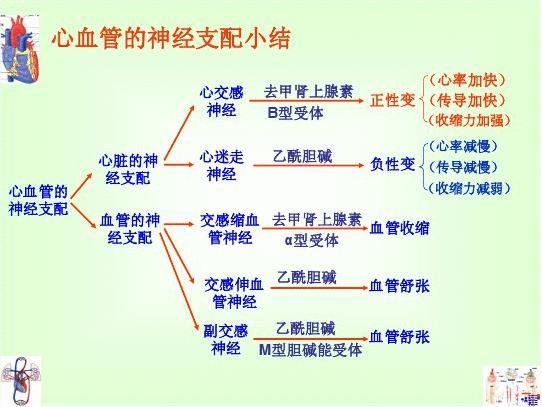 心血管的神经支配小结
心交感
神经
去甲肾上腺素
B型受体
正性变
（心率加快）
（传导加快）
（收缩力加强）
心脏的神
经支配
心迷走
神经
乙酰胆碱
负性变
（心率减慢）
（传导减慢）
（收缩力减弱）
心血管的
神经支配
血管的神
经支配
交感缩血
管神经
去甲肾上腺素
α型受体
血管收缩
交感伸血
管神经
乙酰胆碱
血管舒张
副交感
神经
乙酰胆碱
M型胆碱能受体
血管舒张